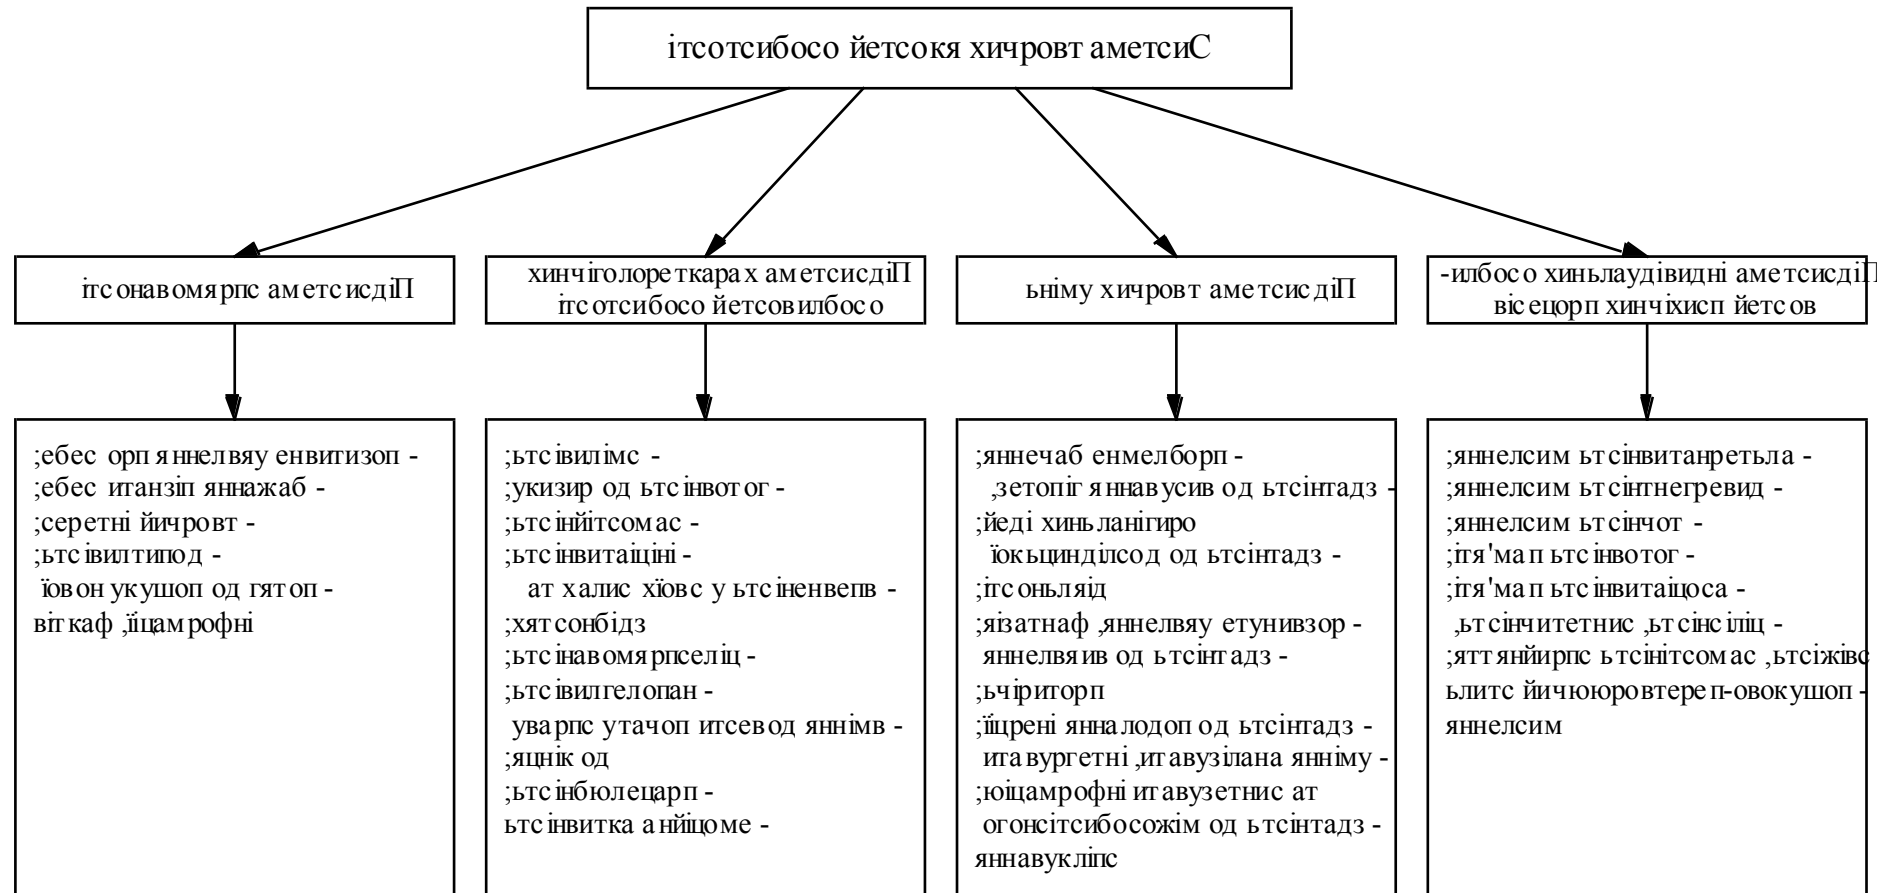 ітсотсибосо йетсокя хичровт аметсиС
ітсонавомярпс аметсисдіП
хинчіголореткарах аметсисдіП
ітсотсибосо йетсовилбосо
ьніму хичровт аметсисдіП
-илбосо хиньлаудівидні аметсисдіП
вісецорп хинчіхисп йетсов
;ебес орп яннелвяу енвитизоп -
;ебес итанзіп яннажаб -
;серетні йичровт -
;ьтсівилтипод -
їовон укушоп од гятоп -
віткаф ,їіцамрофні
;ьтсівилімс -
;укизир од ьтсінвотог -
;ьтсінйітсомас -
;ьтсінвитаіціні -
ат халис хїовс у ьтсіненвепв -
;хятсонбідз
;ьтсінавомярпселіц -
;ьтсівилгелопан -
уварпс утачоп итсевод яннімв -
;яцнік од
;ьтсінбюлецарп -
ьтсінвитка анйіцоме -
;яннечаб енмелборп -
,зетопіг яннавусив од ьтсінтадз -
;йеді хиньланігиро
їокьцинділсод од ьтсінтадз -
;ітсоньляід
;яізатнаф ,яннелвяу етунивзор -
яннелвяив од ьтсінтадз -
;ьчіриторп
;їіцрені янналодоп од ьтсінтадз -
итавургетні ,итавузілана янніму -
;юіцамрофні итавузетнис ат
огонсітсибосожім од ьтсінтадз -
яннавукліпс
;яннелсим ьтсінвитанретьла -
;яннелсим ьтсінтнегревид -
;яннелсим ьтсінчот -
;ітя'мап ьтсінвотог -
;ітя'мап ьтсінвитаіцоса -
,ьтсінчитетнис ,ьтсінсіліц -
;яттянйирпс ьтсінітсомас ,ьтсіжівс
ьлитс йичююровтереп-овокушоп -
яннелсим